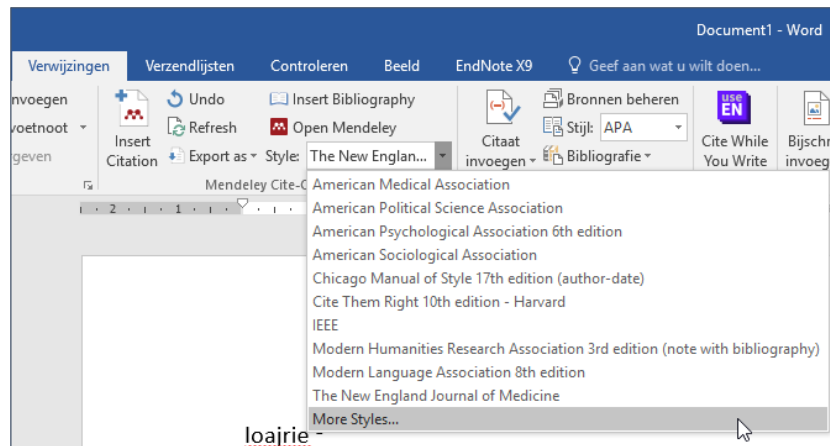 Document1 - Word
Verwijzingen Verzendlijsten Controleren Beeld EndNote X9 Geef aan wat u wilt doen...
nvoegen Undo Insert Bibliography Bronnen beheren
voetnoot Refresh Open Mendeley Stijl: APA
geven Insert Citation Export as Style: The New Englan... Citaat invoegen Bibliografie use EN Cite While You Write Bijschr invoeg
Mendeley Cite-O
2 1
American Medical Association
American Political Science Association
American Psychological Association 6th edition
American Sociological Association
Chicago Manual of Style 17th edition (author-date)
Cite Them Right 10th edition - Harvard
IEEE
Modern Humanities Research Association 3rd edition (note with bibliography)
Modern Language Association 8th edition
The New England Journal of Medicine
More Styles...
loajrie -